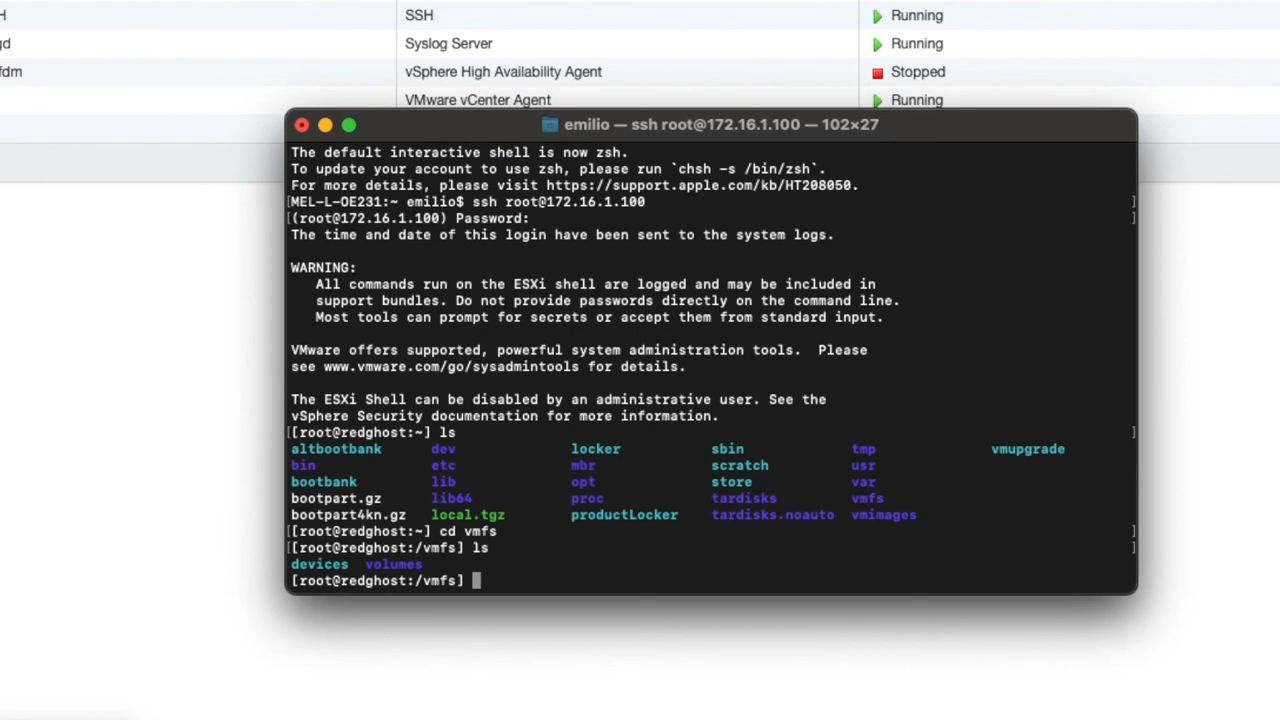 H SSH Running
gd Syslog Server Running
fdm vSphere High Availability Agent Stopped
VMware vCenter Agent Running
emilio — ssh root@172.16.1.100 — 102×27
The default interactive shell is now zsh.
To update your account to use zsh, please run `chsh -s /bin/zsh`.
For more details, please visit https://support.apple.com/kb/HT208050.
[MEL-L-OE231:~ emilio$ ssh root@172.16.1.100 ]
[(root@172.16.1.100) Password: ]
The time and date of this login have been sent to the system logs.
WARNING:
All commands run on the ESXi shell are logged and may be included in
support bundles. Do not provide passwords directly on the command line.
Most tools can prompt for secrets or accept them from standard input.
VMware offers supported, powerful system administration tools.  Please
see www.vmware.com/go/sysadmintools for details.
The ESXi Shell can be disabled by an administrative user. See the
vSphere Security documentation for more information.
[[root@redghost:~] ls ]
altbootbank dev locker sbin tmp vmupgrade
bin etc mbr scratch usr
bootbank lib opt store var
bootpart.gz lib64 proc tardisks vmfs
bootpart4kn.gz local.tgz productLocker tardisks.noauto vmimages
[[root@redghost:~] cd vmfs ]
[[root@redghost:/vmfs] ls ]
devices volumes
[root@redghost:/vmfs]